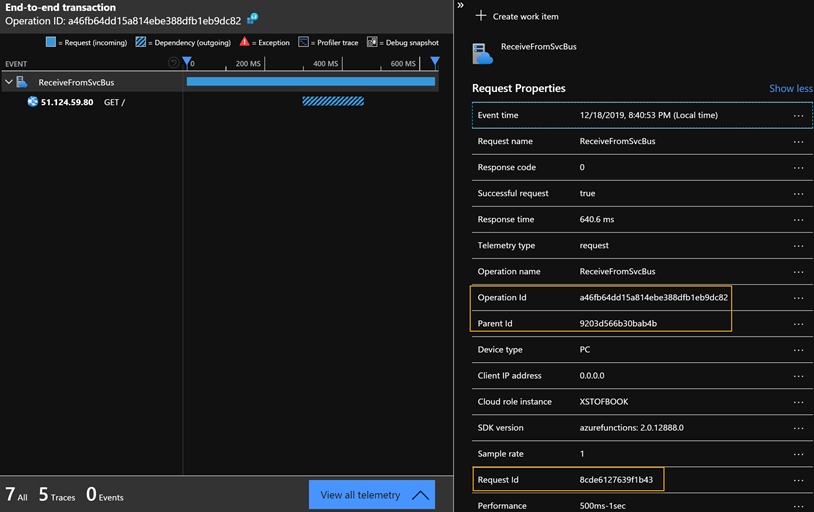 End-to-end transaction
Operation ID: a46fb64dd15a814ebe388dfb1eb9dc82
= Request (incoming) = Dependency (outgoing) = Exception = Profiler trace = Debug snapshot
EVENT 0 200 MS 400 MS 600 MS
ReceiveFromSvcBus
51.124.59.80 GET /
7 All 5 Traces 0 Events View all telemetry
»
Create work item
ReceiveFromSvcBus
Request Properties Show less
Event time 12/18/2019, 8:40:53 PM (Local time) ...
Request name ReceiveFromSvcBus ...
Response code 0 ...
Successful request true ...
Response time 640.6 ms ...
Telemetry type request ...
Operation name ReceiveFromSvcBus ...
Operation Id a46fb64dd15a814ebe388dfb1eb9dc82 ...
Parent Id 9203d566b30bab4b ...
Device type PC ...
Client IP address 0.0.0.0 ...
Cloud role instance XSTOFBOOK ...
SDK version azurefunctions: 2.0.12888.0 ...
Sample rate 1 ...
Request Id 8cde6127639f1b43 ...
Performance 500ms-1sec ...